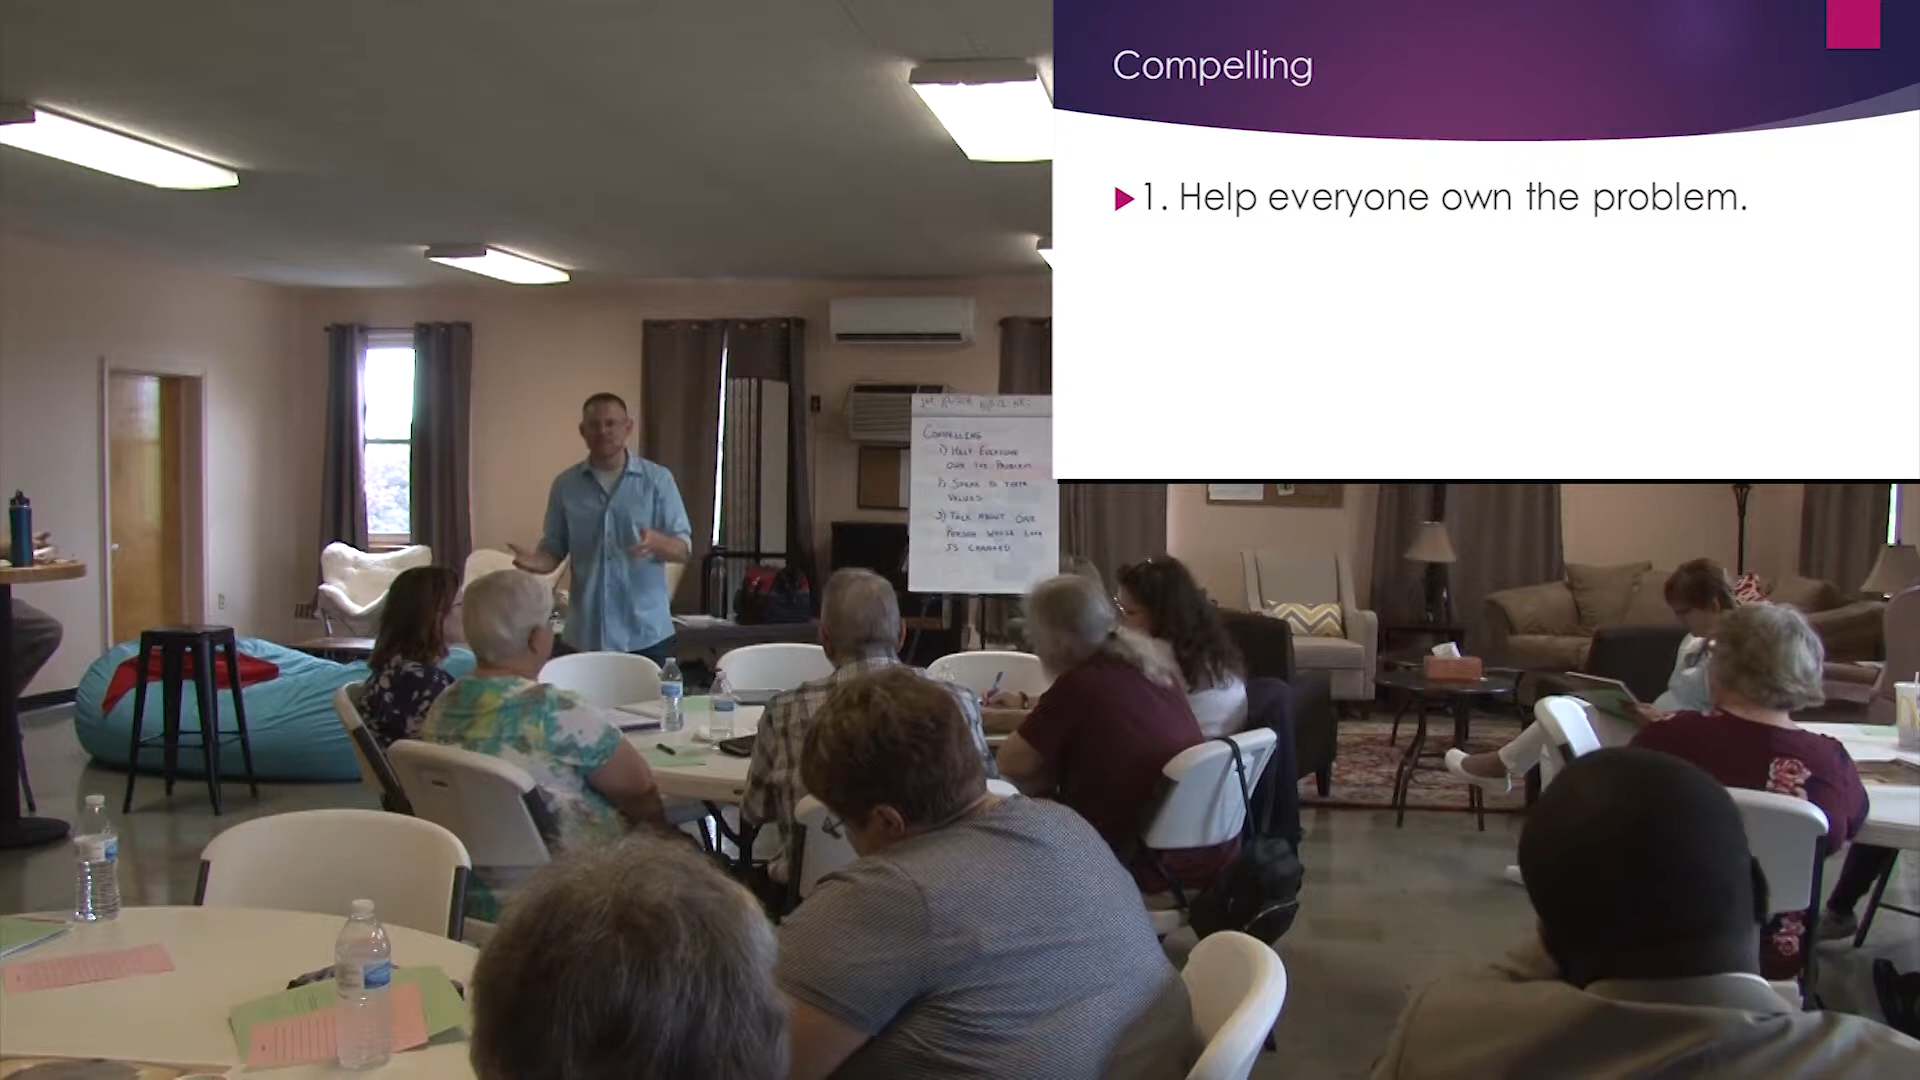 Compelling
1. Help everyone own the problem.
COMPELLING
1) HELP EVERYONE
OWN THE PROBLEM
2) SPEAK TO THEIR
VALUES
3) TALK ABOUT ONE
PERSON WHOSE LIFE
IS CHANGED